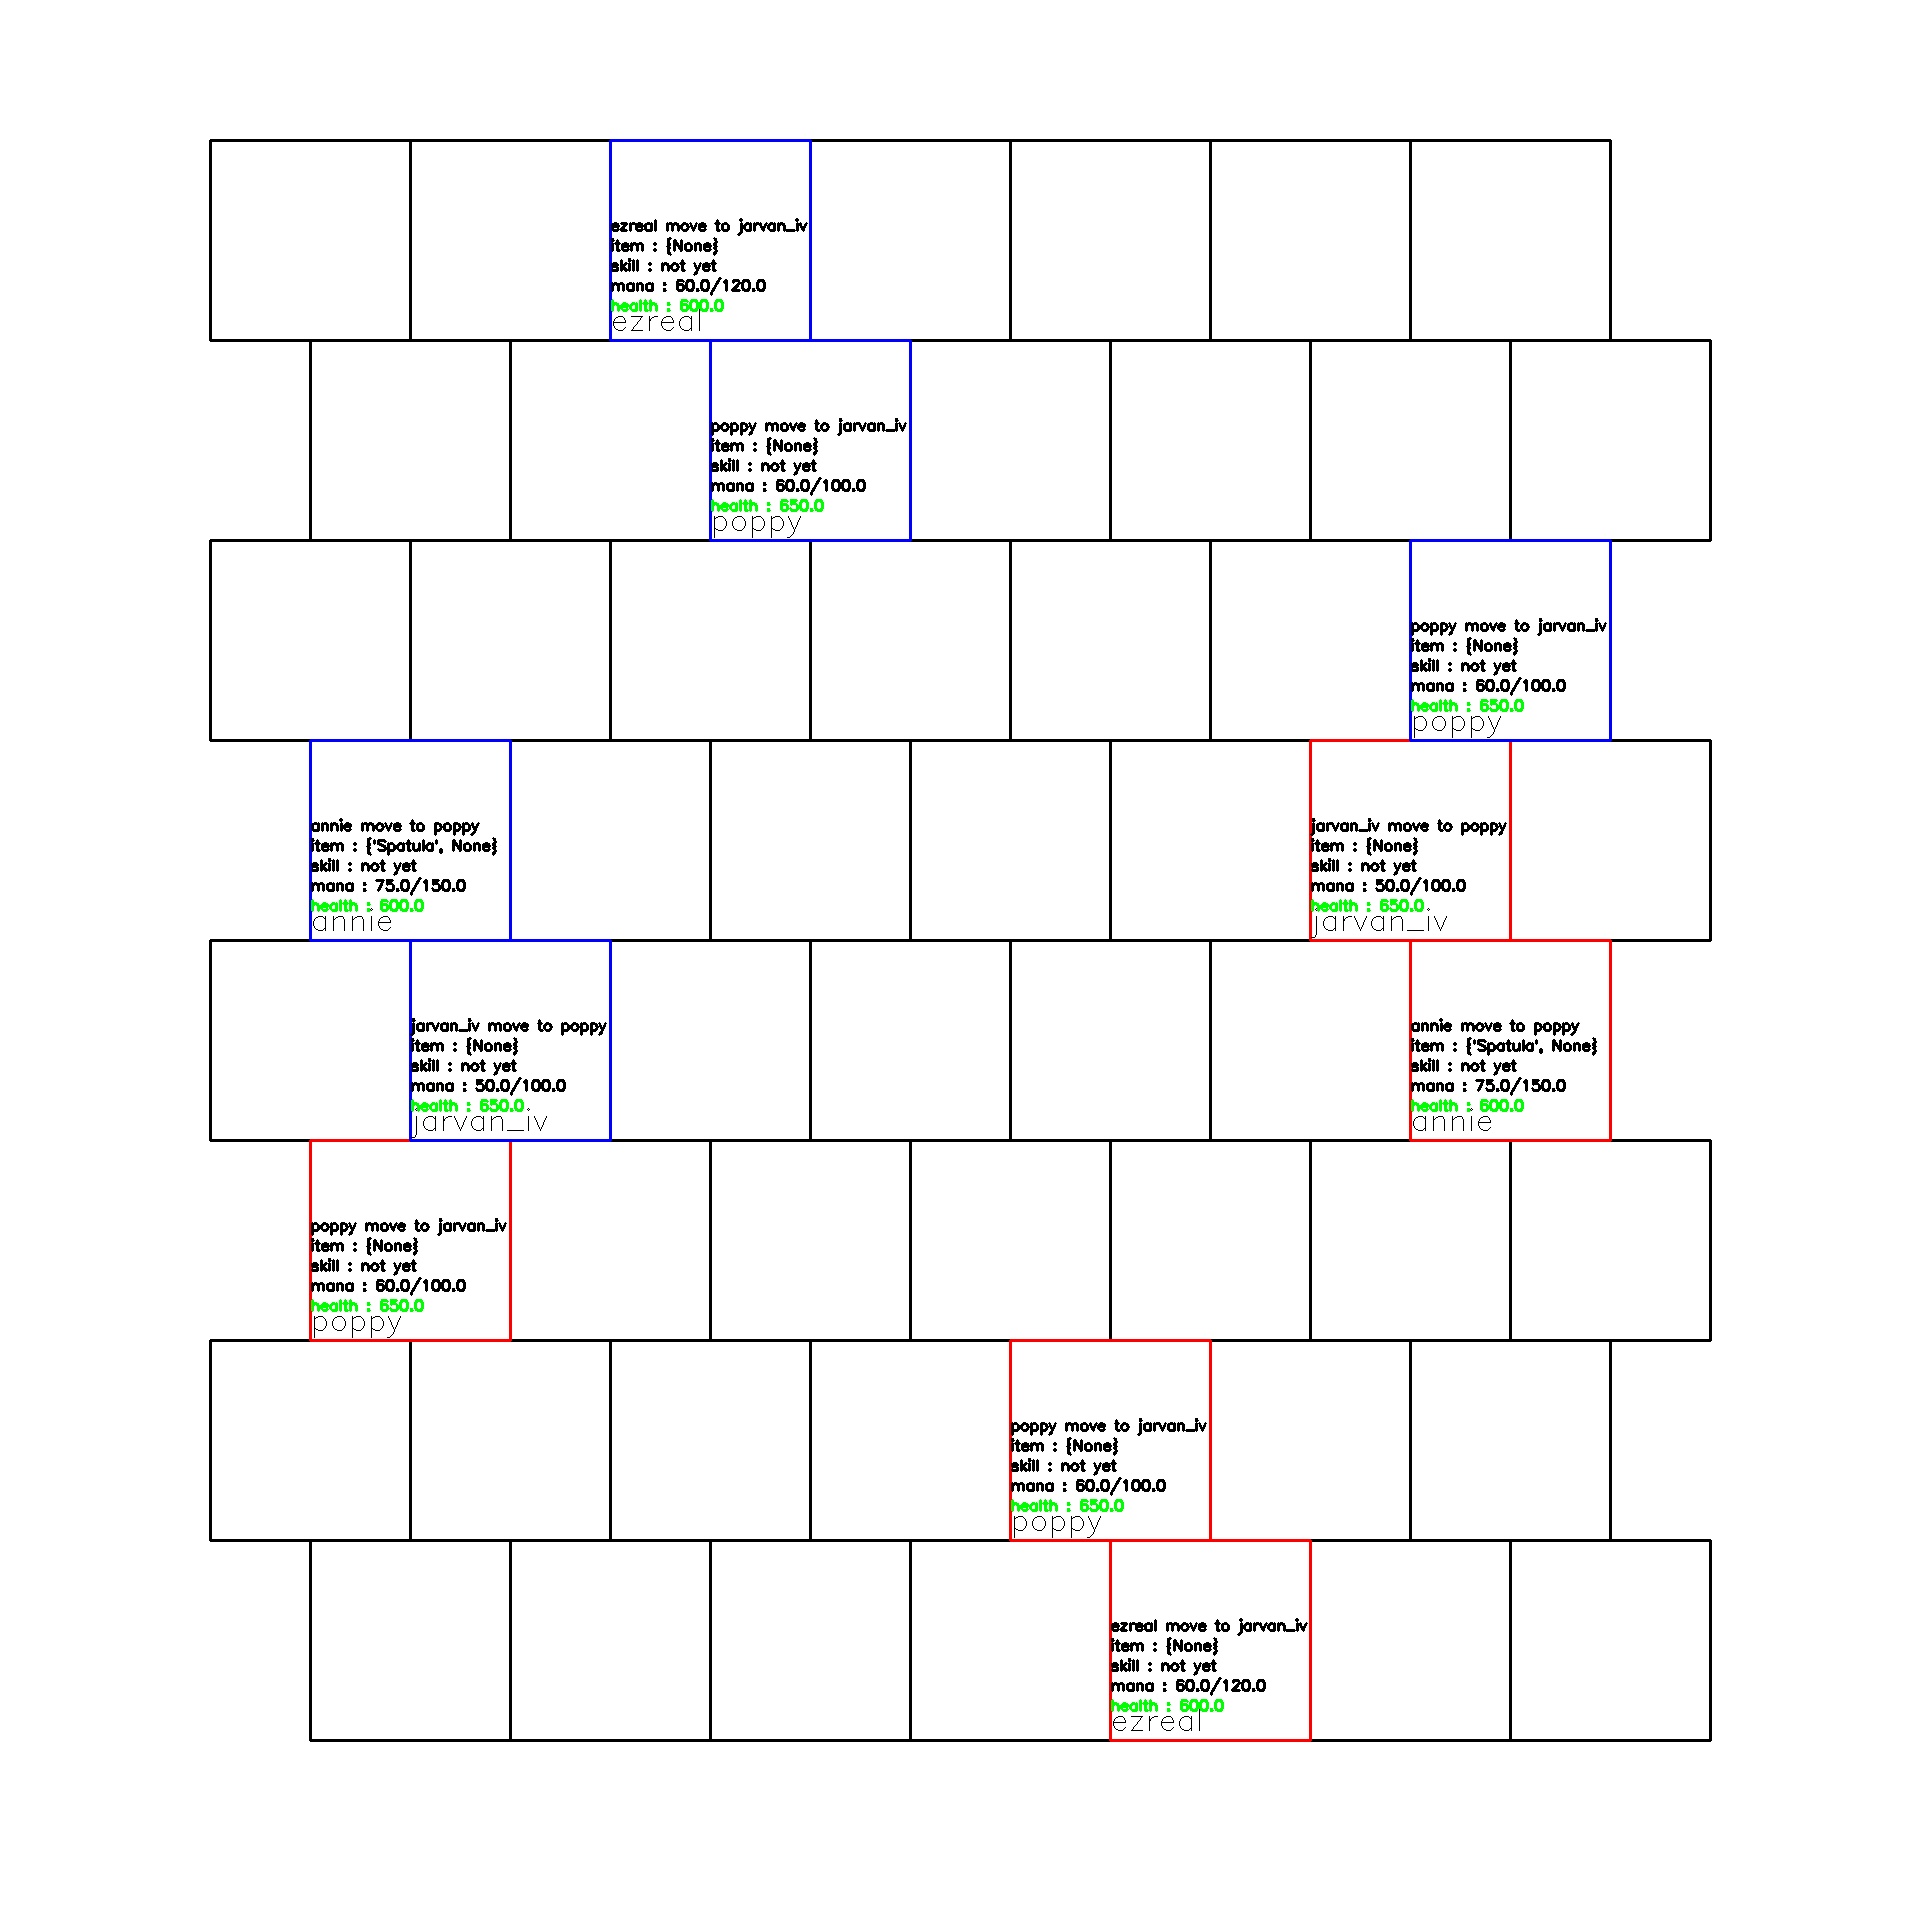 ezreal move to jarvan_iv
item : {None}
skill : not yet
mana : 60.0/120.0
health : 600.0
ezreal
poppy move to jarvan_iv
item : {None}
skill : not yet
mana : 60.0/100.0
health : 650.0
poppy
poppy move to jarvan_iv
item : {None}
skill : not yet
mana : 60.0/100.0
health : 650.0
poppy
annie move to poppy
item : {'Spatula', None}
skill : not yet
mana : 75.0/150.0
health : 600.0
annie
jarvan_iv move to poppy
item : {None}
skill : not yet
mana : 50.0/100.0
health : 650.0
jarvan_iv
jarvan_iv move to poppy
item : {None}
skill : not yet
mana : 50.0/100.0
health : 650.0
jarvan_iv
annie move to poppy
item : {'Spatula', None}
skill : not yet
mana : 75.0/150.0
health : 600.0
annie
poppy move to jarvan_iv
item : {None}
skill : not yet
mana : 60.0/100.0
health : 650.0
poppy
poppy move to jarvan_iv
item : {None}
skill : not yet
mana : 60.0/100.0
health : 650.0
poppy
ezreal move to jarvan_iv
item : {None}
skill : not yet
mana : 60.0/120.0
health : 600.0
ezreal